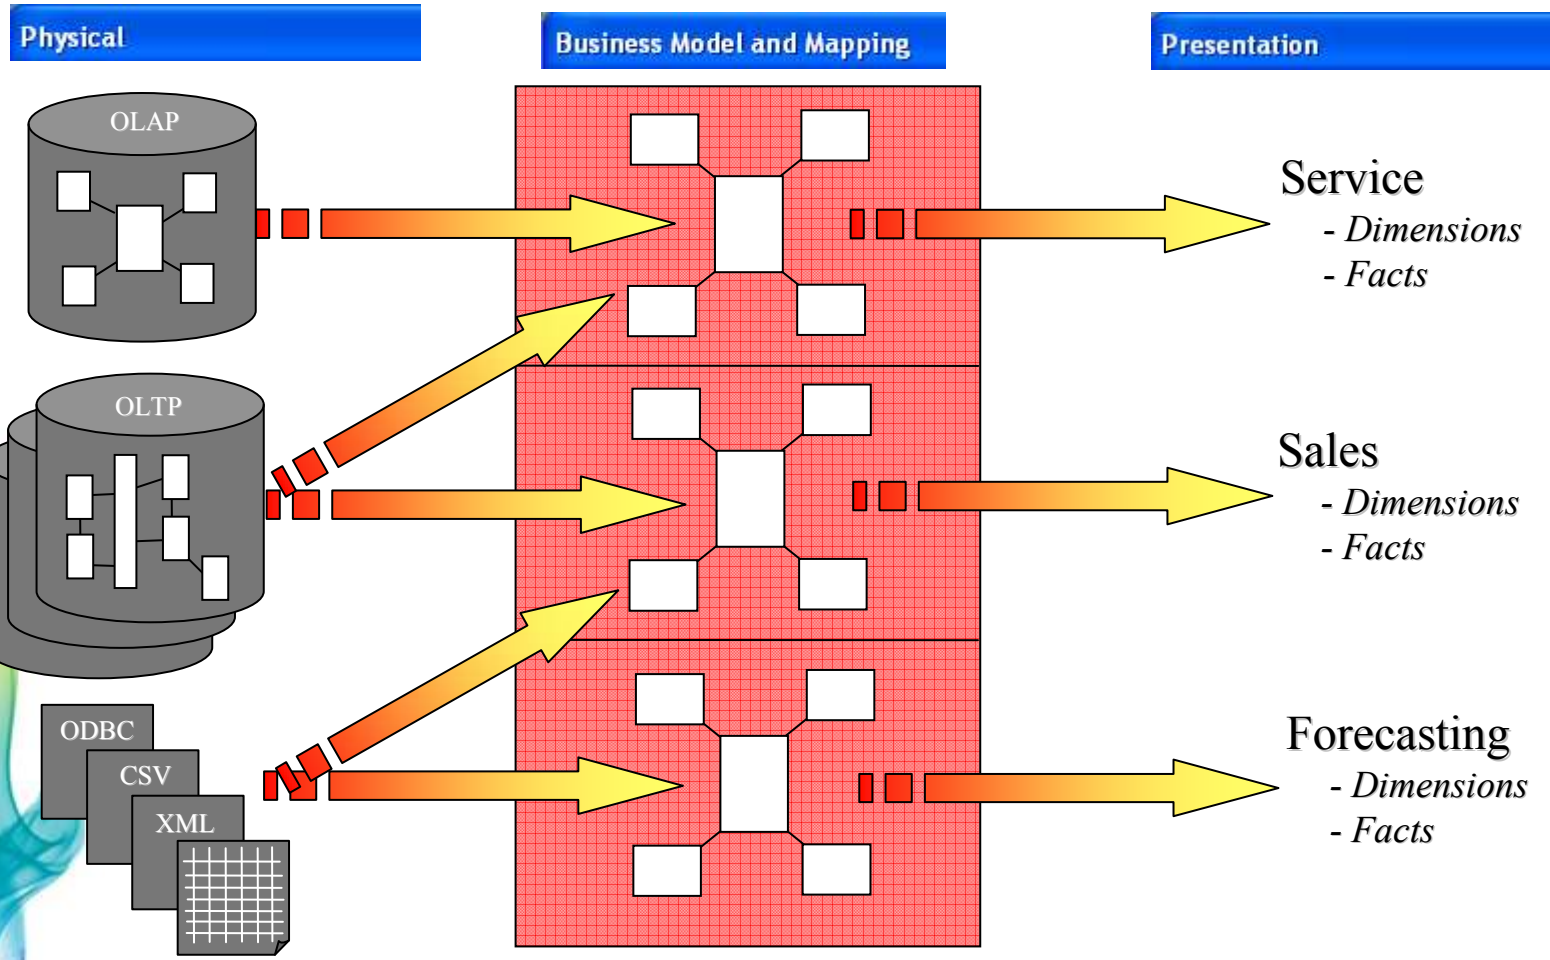 Physical
Business Model and Mapping
Presentation
OLAP
OLTP
ODBC
CSV
XML
Service
- Dimensions
- Facts
Sales
- Dimensions
- Facts
Forecasting
- Dimensions
- Facts